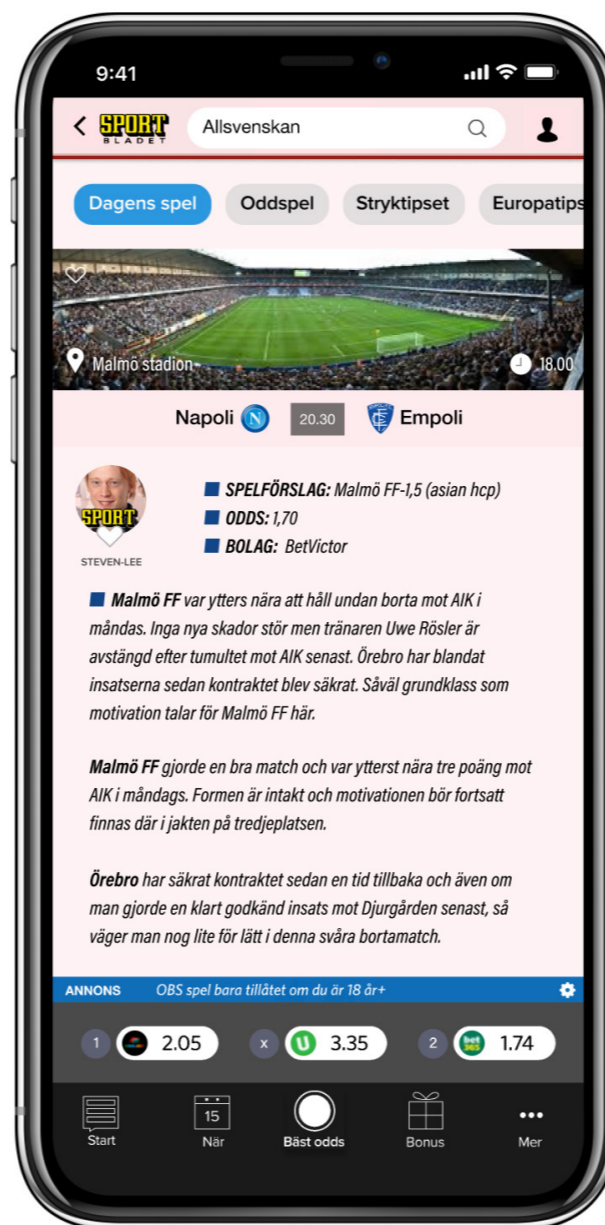 9:41
SPORT
BLADET
Allsvenskan
Dagens spel
Oddspel
Stryktipset
Europatips
Malmö stadion
18.00
Napoli
N
20.30
Empoli
SPORT
STEVEN-LEE
SPELFÖRSLAG: Malmö FF-1,5 (asian hcp)
ODDS: 1,70
BOLAG: BetVictor
Malmö FF var ytters nära att håll undan borta mot AIK i
måndas. Inga nya skador stör men tränaren Uwe Rösler är
avstängd efter tumultet mot AIK senast. Örebro har blandat
insatserna sedan kontraktet blev säkrat. Såväl grundklass som
motivation talar för Malmö FF här.
Malmö FF gjorde en bra match och var ytterst nära tre poäng mot
AIK i måndags. Formen är intakt och motivationen bör fortsatt
finnas där i jakten på tredjeplatsen.
Örebro har säkrat kontraktet sedan en tid tillbaka och även om
man gjorde en klart godkänd insats mot Djurgården senast, så
väger man nog lite för lätt i denna svåra bortamatch.
ANNONS OBS spel bara tillåtet om du är 18 år+
1 2.05
x U 3.35
2 bet365 1.74
Start
15
När
Bäst odds
Bonus
Mer